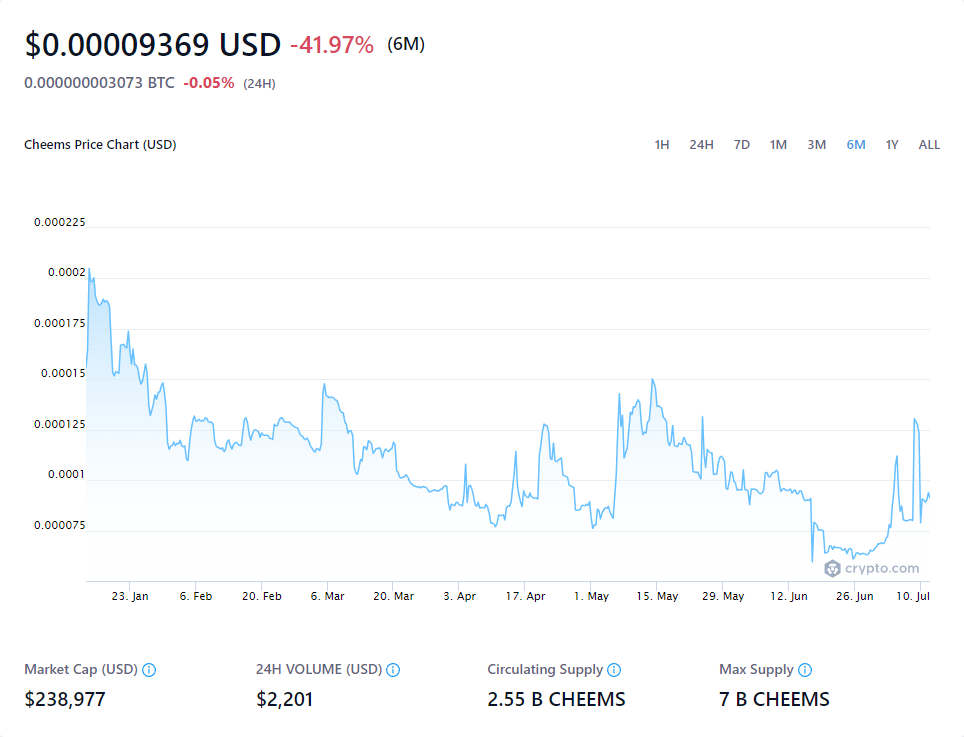 $0.00009369 USD -41.97% (6M)
0.000000003073 BTC -0.05% (24H)
Cheems Price Chart (USD) 1H 24H 7D 1M 3M 6M 1Y ALL
0.000225
0.0002
0.000175
0.00015
0.000125
0.0001
0.000075
crypto.com
23. Jan 6. Feb 20. Feb 6. Mar 20. Mar 3. Apr 17. Apr 1. May 15. May 29. May 12. Jun 26. Jun 10. Jul
Market Cap (USD) 24H VOLUME (USD) Circulating Supply Max Supply
$238,977 $2,201 2.55 B CHEEMS 7 B CHEEMS